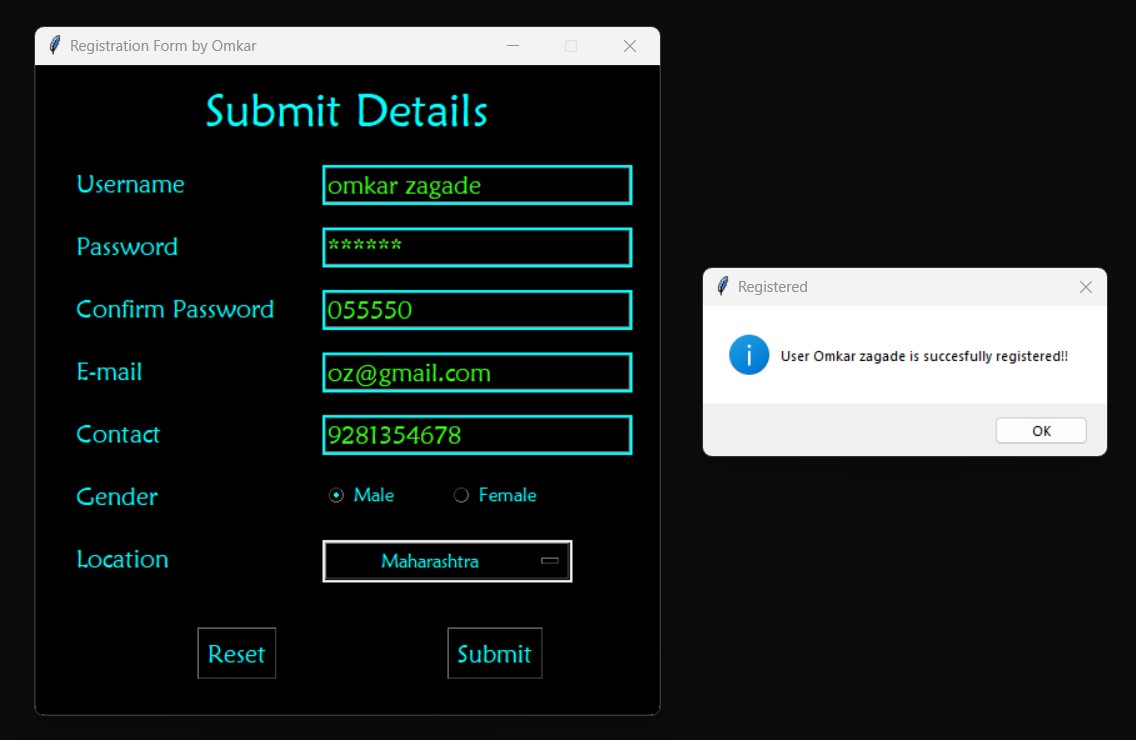 Registration Form by Omkar
Submit Details
Username
omkar zagade
Password
******
Confirm Password
055550
E-mail
oz@gmail.com
Contact
9281354678
Gender
Male
Female
Location
Maharashtra
Reset
Submit
Registered
User Omkar zagade is succesfully registered!!
OK